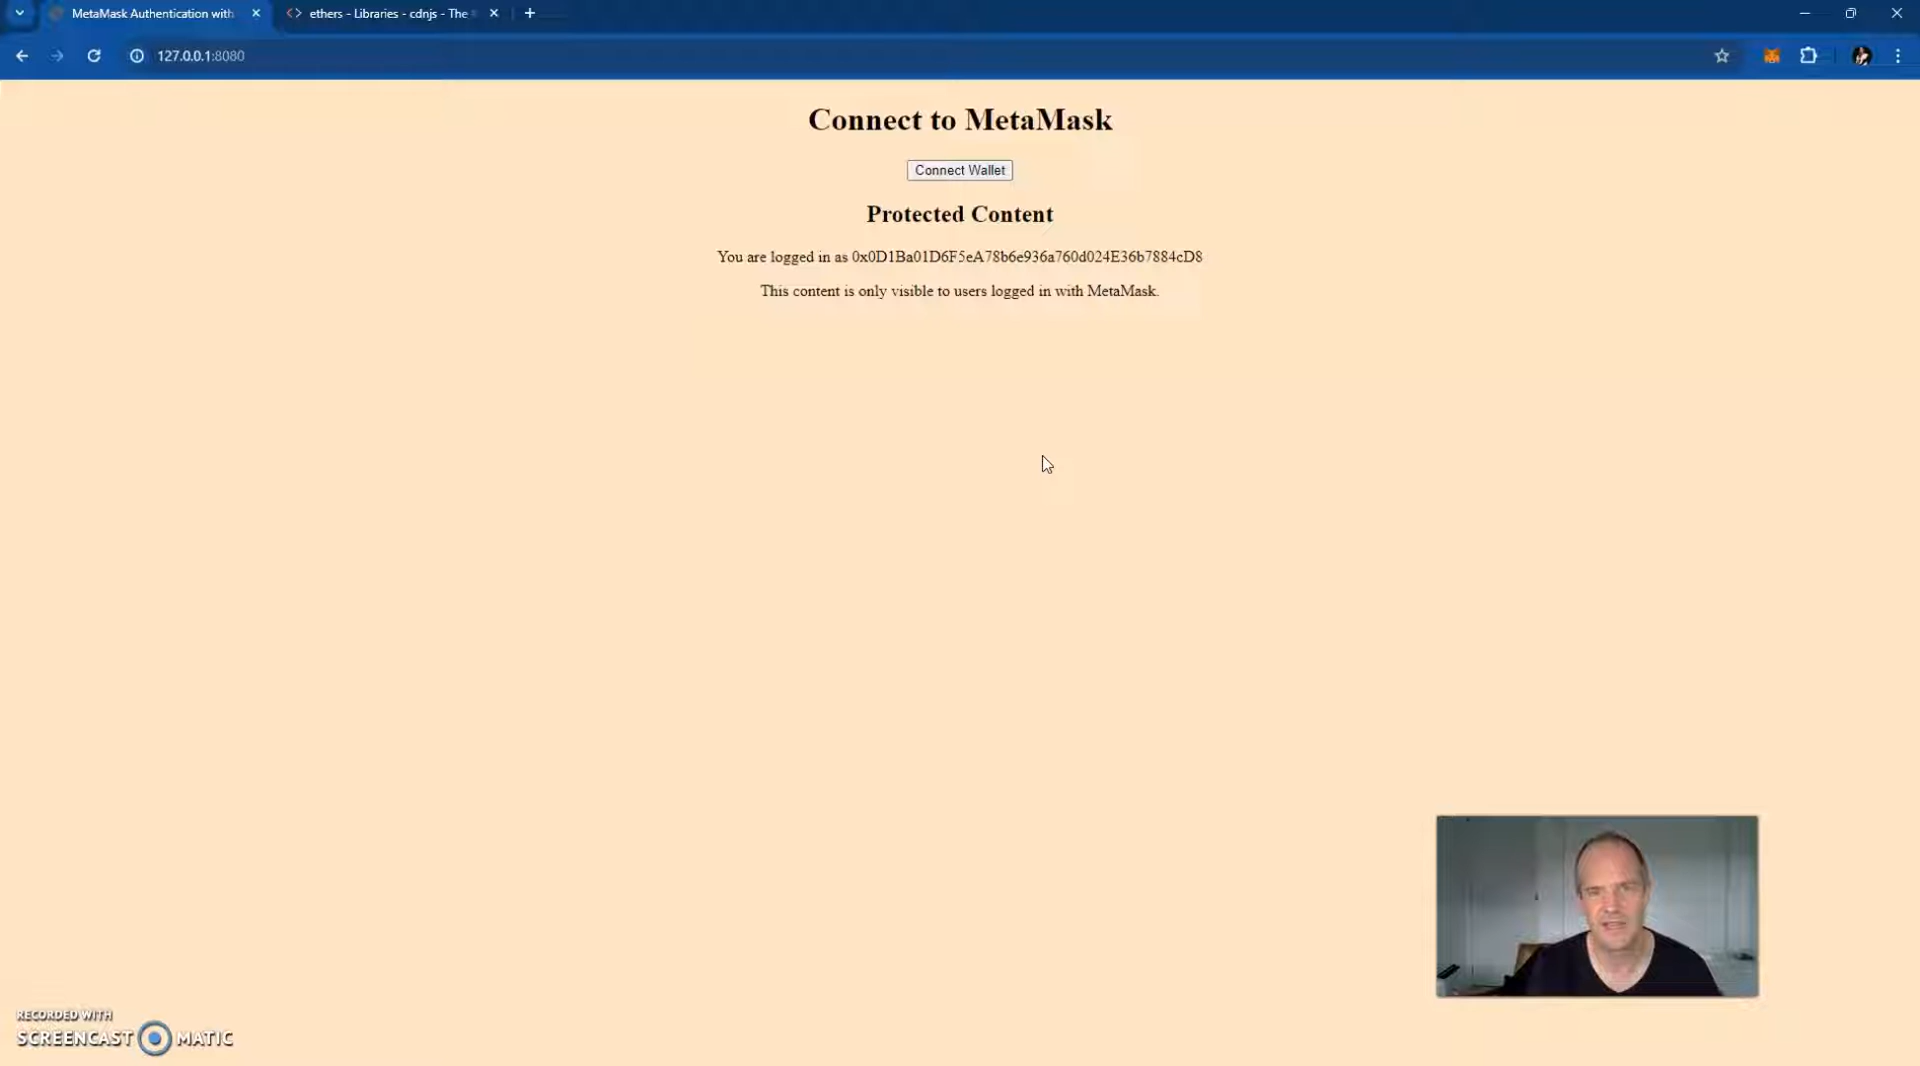 MetaMask Authentication with
ethers - Libraries - cdnjs - The
127.0.0.1:8080
Connect to MetaMask
Connect Wallet
Protected Content
You are logged in as 0x0D1Ba01D6F5eA78b6e936a760d024E36b7884cD8
This content is only visible to users logged in with MetaMask.
RECORDED WITH
SCREENCAST MATIC